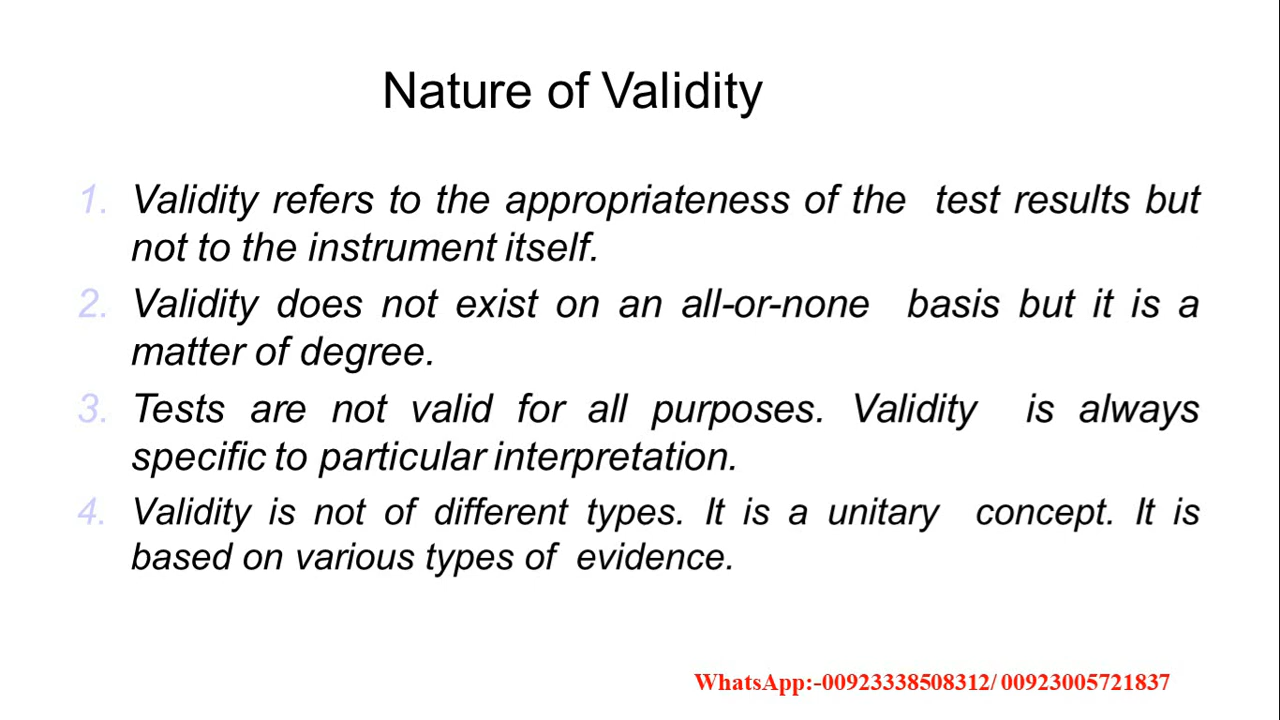 Nature of Validity
1. Validity refers to the appropriateness of the test results but
not to the instrument itself.
2. Validity does not exist on an all-or-none basis but it is a
matter of degree.
3. Tests are not valid for all purposes. Validity is always
specific to particular interpretation.
4. Validity is not of different types. It is a unitary concept. It is
based on various types of evidence.
WhatsApp:-00923338508312/ 00923005721837